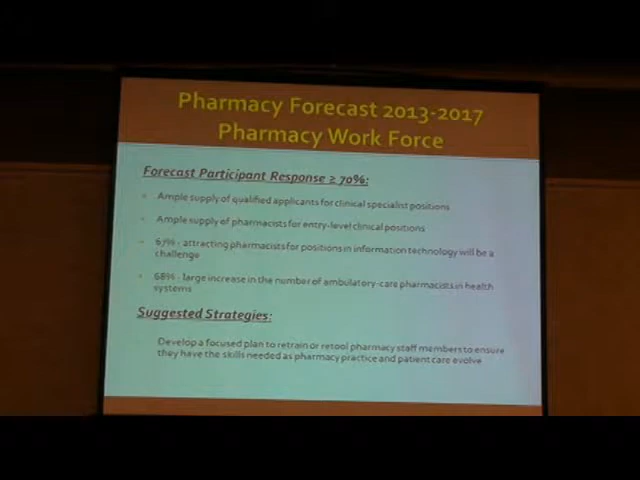 Pharmacy Forecast 2013-2017
Pharmacy Work Force
Forecast Participant Response ≥ 70%:
Ample supply of qualified applicants for clinical specialist positions
Ample supply of pharmacists for entry-level clinical positions
67% - attracting pharmacists for positions in information technology will be a
challenge
68% - large increase in the number of ambulatory-care pharmacists in health
systems
Suggested Strategies:
Develop a focused plan to retrain or retool pharmacy staff members to ensure
they have the skills needed as pharmacy practice and patient care evolve